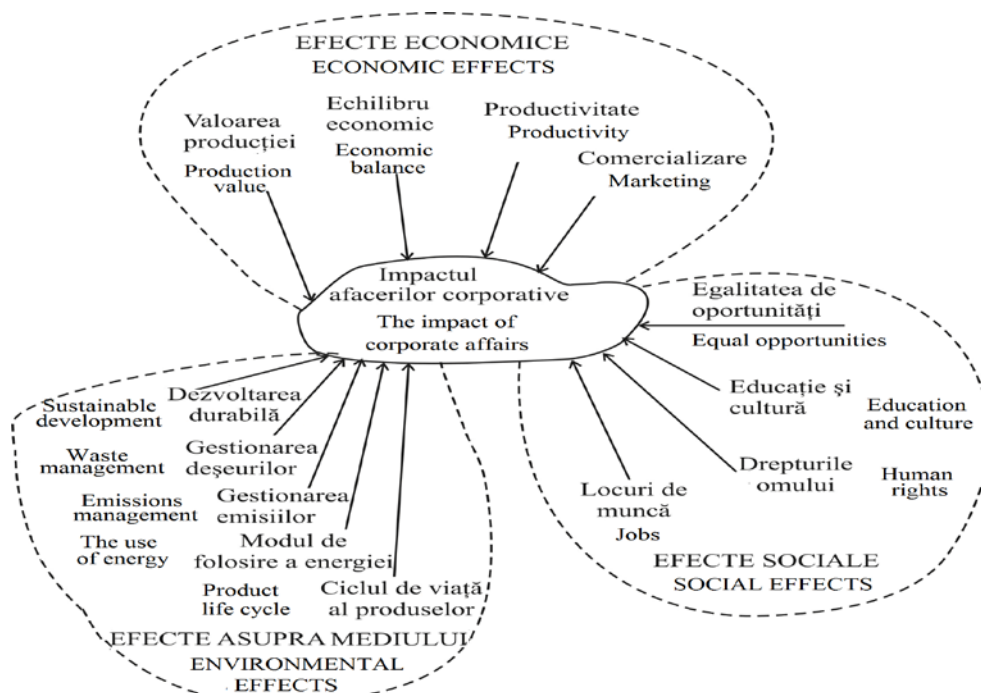 EFECTE ECONOMICE
ECONOMIC EFFECTS
Valoarea
producției
Production
value
Echilibru
economic
Economic
balance
Productivitate
Productivity
Comercializare
Marketing
Impactul
afacerilor corporative
The impact of
corporate affairs
Egalitatea de
oportunități
Equal opportunities
Educație și
cultură
Education
and culture
Drepturile
omului
Human
rights
Locuri de
muncă
Jobs
EFECTE SOCIALE
SOCIAL EFFECTS
Sustainable
development
Dezvoltarea
durabilă
Waste
management
Gestionarea
deșeurilor
Emissions
management
Gestionarea
emisiilor
The use
of energy
Modul de
folosire a energiei
Product
life cycle
Ciclul de viață
al produselor
EFECTE ASUPRA MEDIULUI
ENVIRONMENTAL
EFFECTS